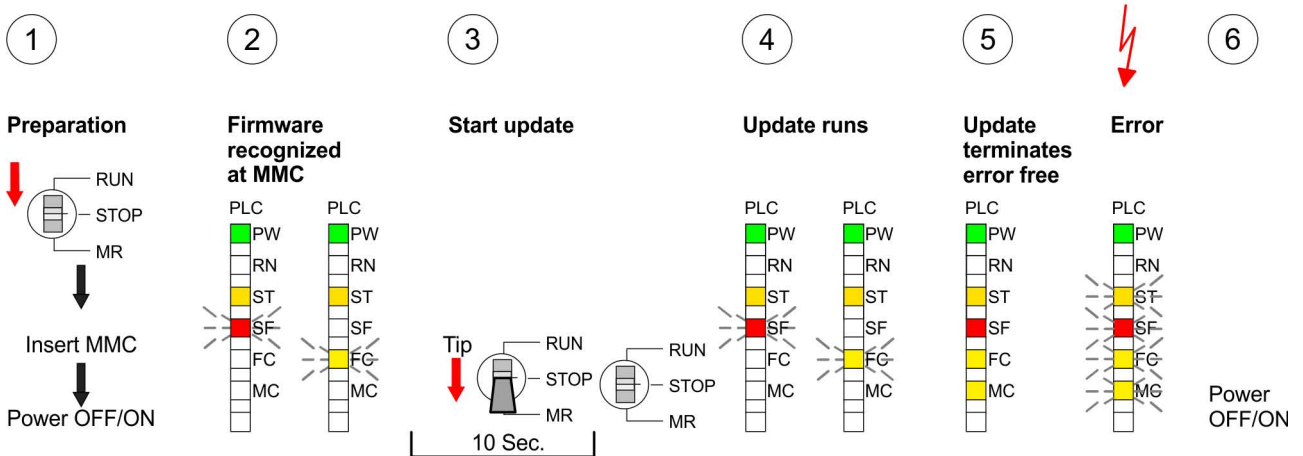 1
Preparation
RUN
STOP
MR
Insert MMC
Power OFF/ON
2
Firmware
recognized
at MMC
PLC
PW
RN
ST
SF
FC
MC
PLC
PW
RN
ST
SF
FC
MC
3
Start update
Tip
RUN
STOP
MR
RUN
STOP
MR
10 Sec.
4
Update runs
PLC
PW
RN
ST
SF
FC
MC
PLC
PW
RN
ST
SF
FC
MC
5
Update
terminates
error free
PLC
PW
RN
ST
SF
FC
MC
Error
PLC
PW
RN
ST
SF
FC
MC
6
Power
OFF/ON